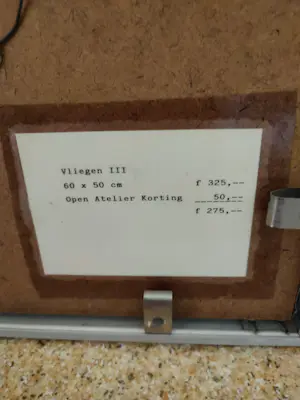 Vliegen III
60 x 50 cm f 325,--
Open Atelier Korting 50,--
f 275,--